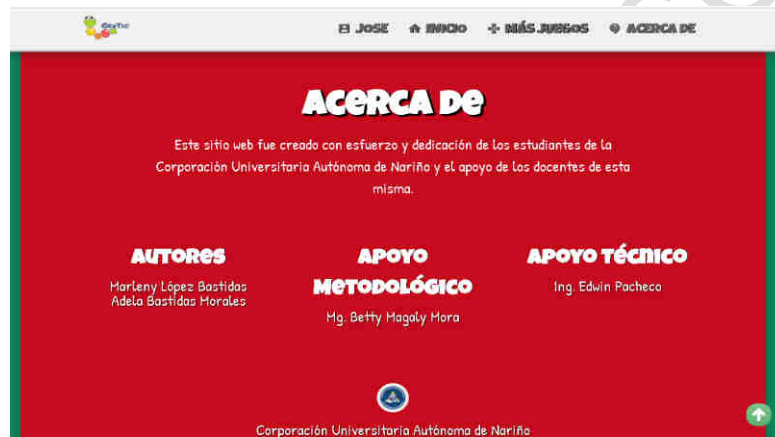 JOSE INICIO MÁS JUEGOS ACERCA DE
ACERCA DE
Este sitio web fue creado con esfuerzo y dedicación de los estudiantes de la
Corporación Universitaria Autónoma de Nariño y el apoyo de los docentes de esta
misma.
AUTORES
Marleny López Bastidas
Adela Bastidas Morales
APOYO
METODOLÓGICO
Mg. Betty Magaly Mora
APOYO TÉCNICO
Ing. Edwin Pacheco
Corporación Universitaria Autónoma de Nariño